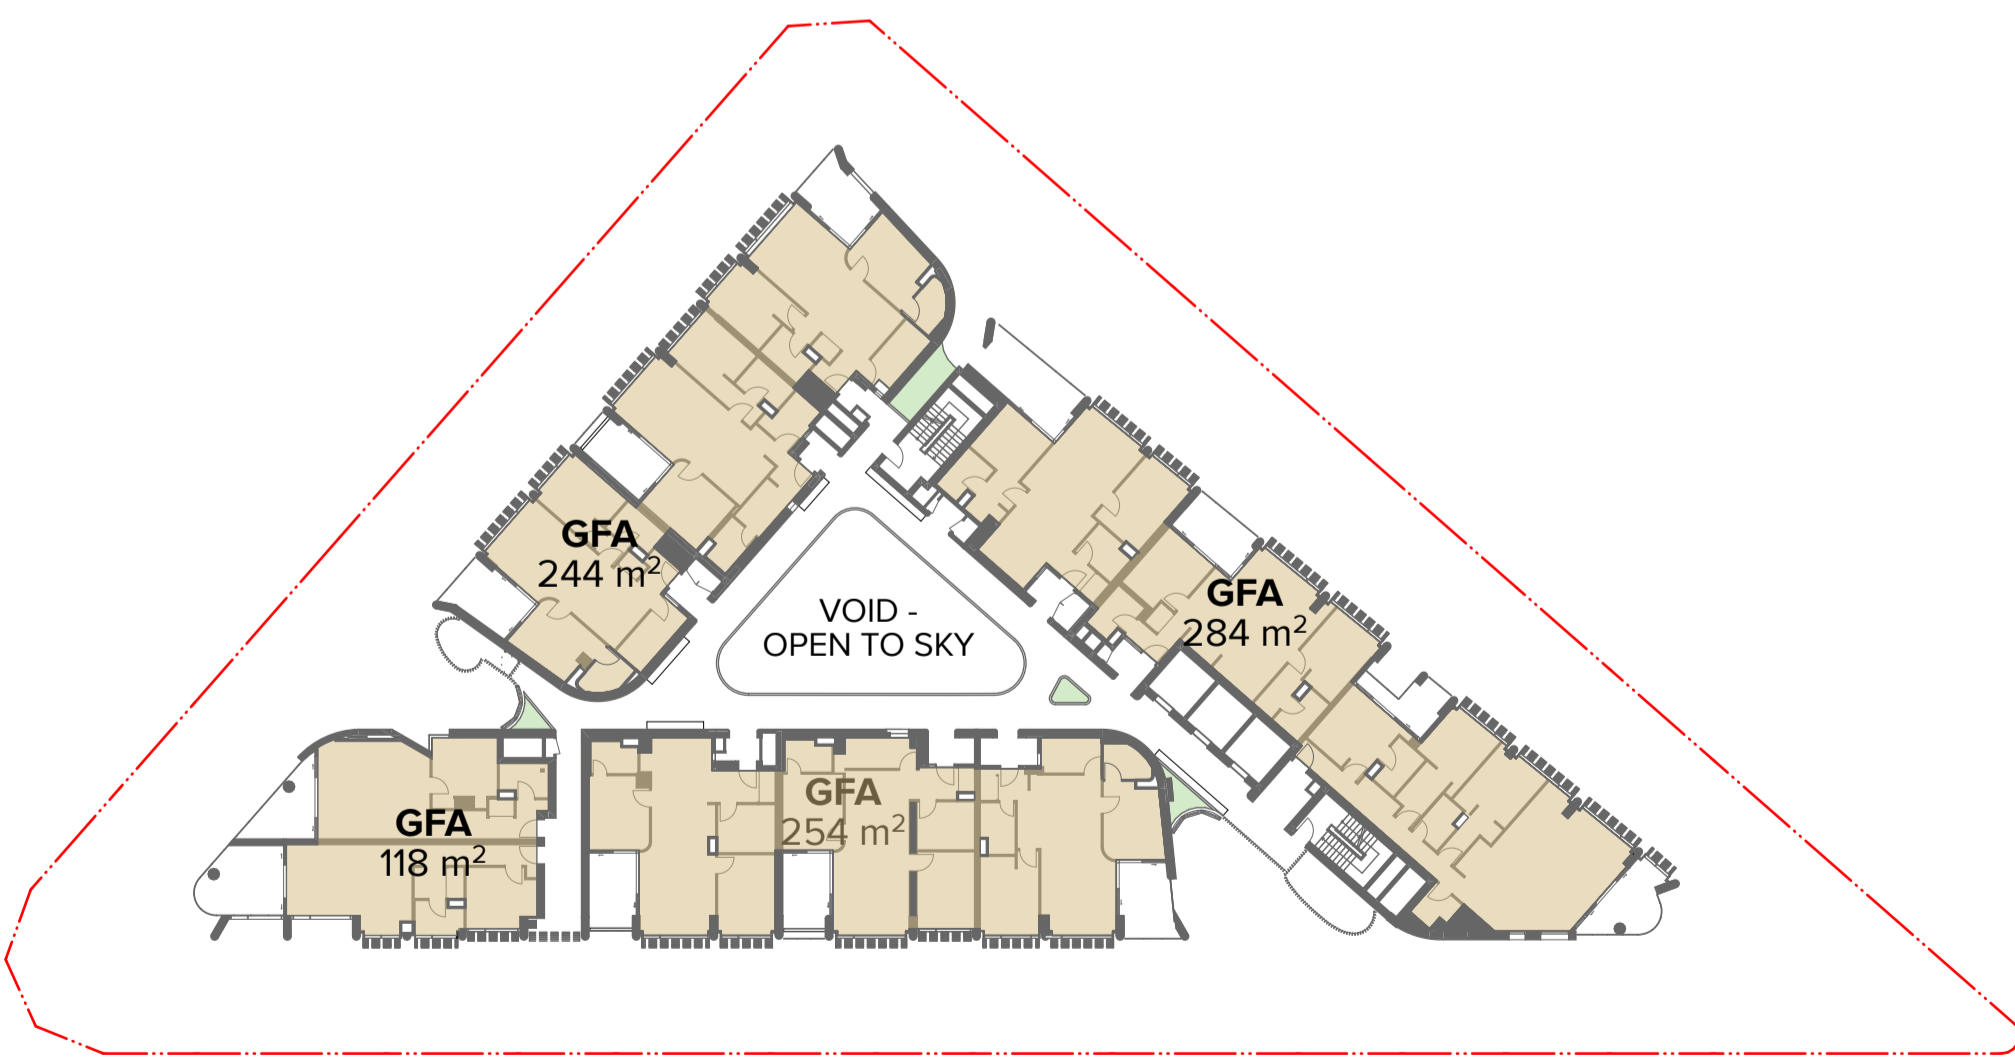 GFA
244 m²
VOID -
OPEN TO SKY
GFA
284 m²
GFA
254 m²
GFA
118 m²